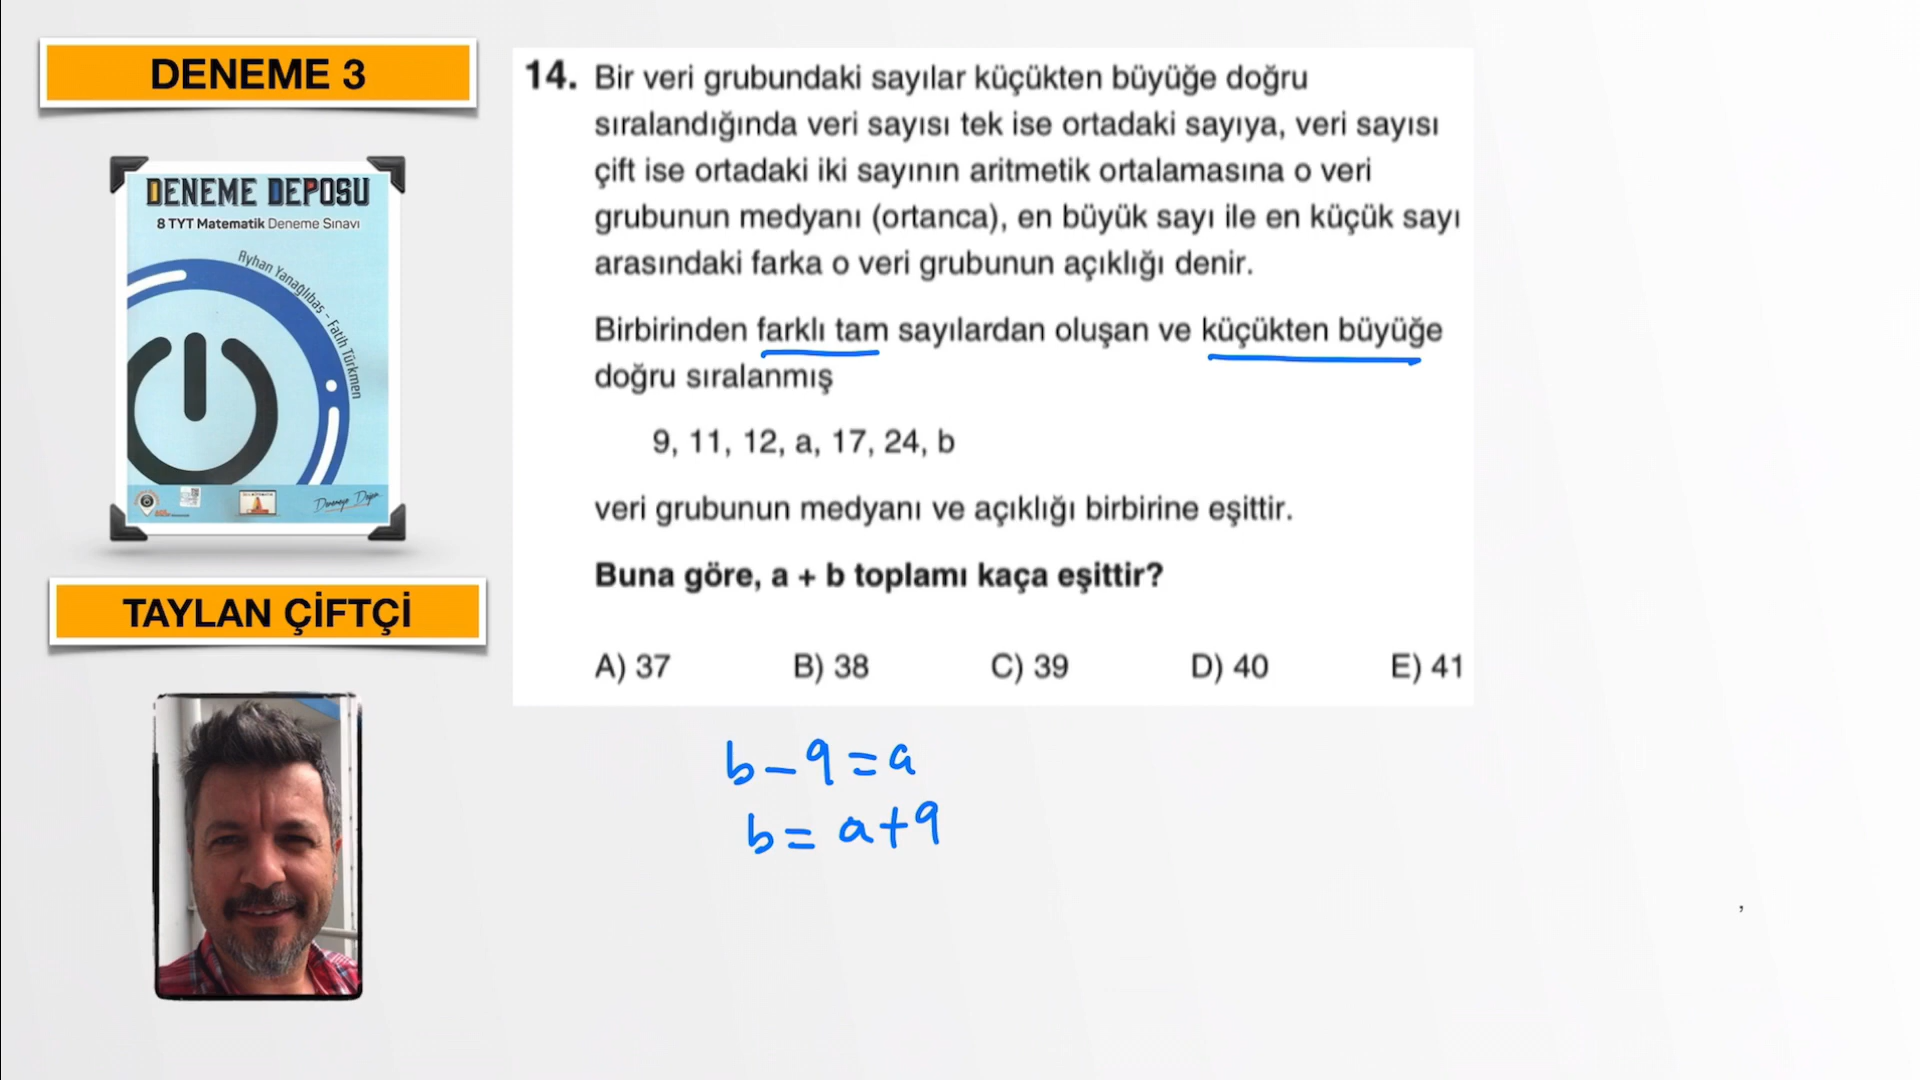 DENEME 3
DENEME DEPOSU
8 TYT Matematik Deneme Sınavı
Ayhan Yanağlıbaş - Fatih Türkmen
TAYLAN ÇİFTÇİ
14. Bir veri grubundaki sayılar küçükten büyüğe doğru
sıralandığında veri sayısı tek ise ortadaki sayıya, veri sayısı
çift ise ortadaki iki sayının aritmetik ortalamasına o veri
grubunun medyanı (ortanca), en büyük sayı ile en küçük sayı
arasındaki farka o veri grubunun açıklığı denir.
Birbirinden farklı tam sayılardan oluşan ve küçükten büyüğe
doğru sıralanmış
9, 11, 12, a, 17, 24, b
veri grubunun medyanı ve açıklığı birbirine eşittir.
Buna göre, a + b toplamı kaça eşittir?
A) 37 B) 38 C) 39 D) 40 E) 41
b - 9 = a
b = a + 9
,